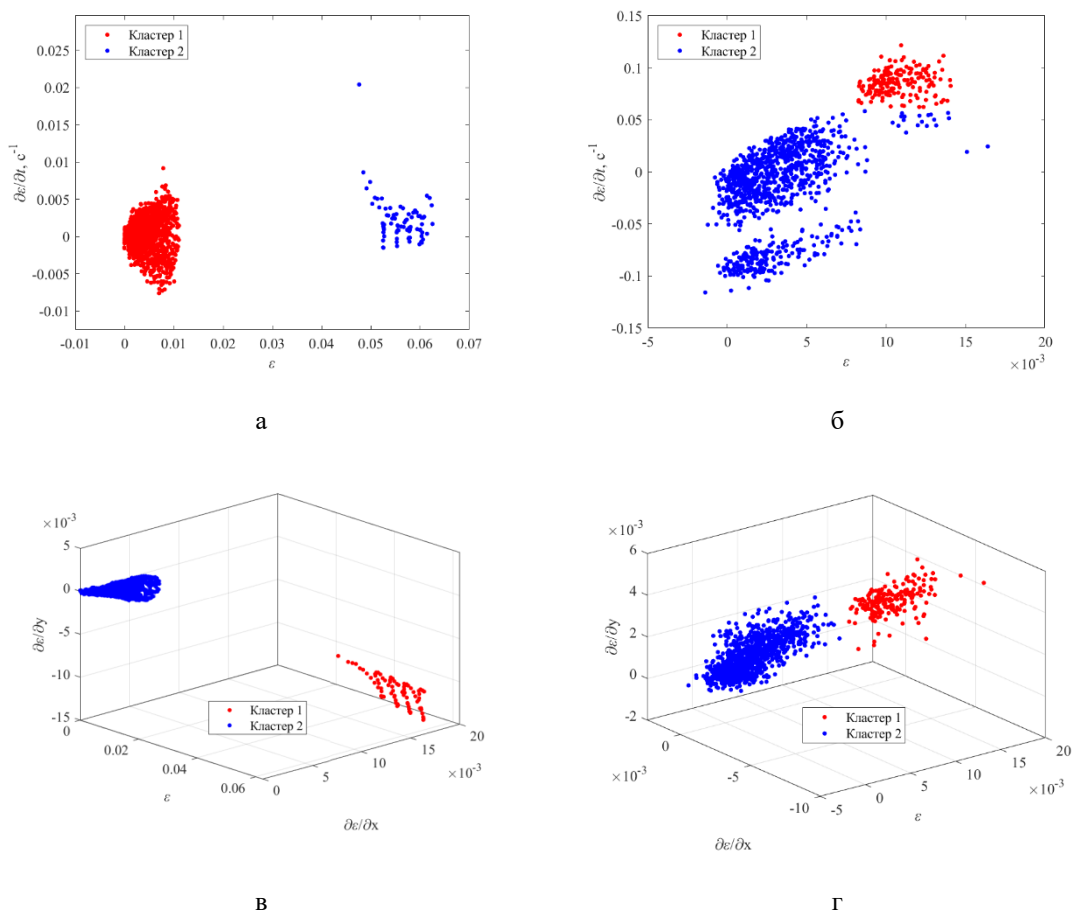 Кластер 1
Кластер 2
0.025
0.02
0.015
0.01
0.005
0
-0.005
-0.01
∂ε/∂t, c⁻¹
-0.01 0 0.01 0.02 0.03 0.04 0.05 0.06 0.07
ε
а
0.15
Кластер 1
Кластер 2
0.1
0.05
0
-0.05
-0.1
-0.15
∂ε/∂t, c⁻¹
-5 0 5 10 15 20
×10⁻³
ε
б
×10⁻³
5
0
-5
-10
-15
∂ε/∂y
Кластер 1
Кластер 2
0
0.02
0.04
0.06
ε
0
5
10
15
20
×10⁻³
∂ε/∂x
в
×10⁻³
6
4
2
0
-2
∂ε/∂y
Кластер 1
Кластер 2
0
-5
-10
×10⁻³
∂ε/∂x
-5
0
5
10
15
20
×10⁻³
ε
г